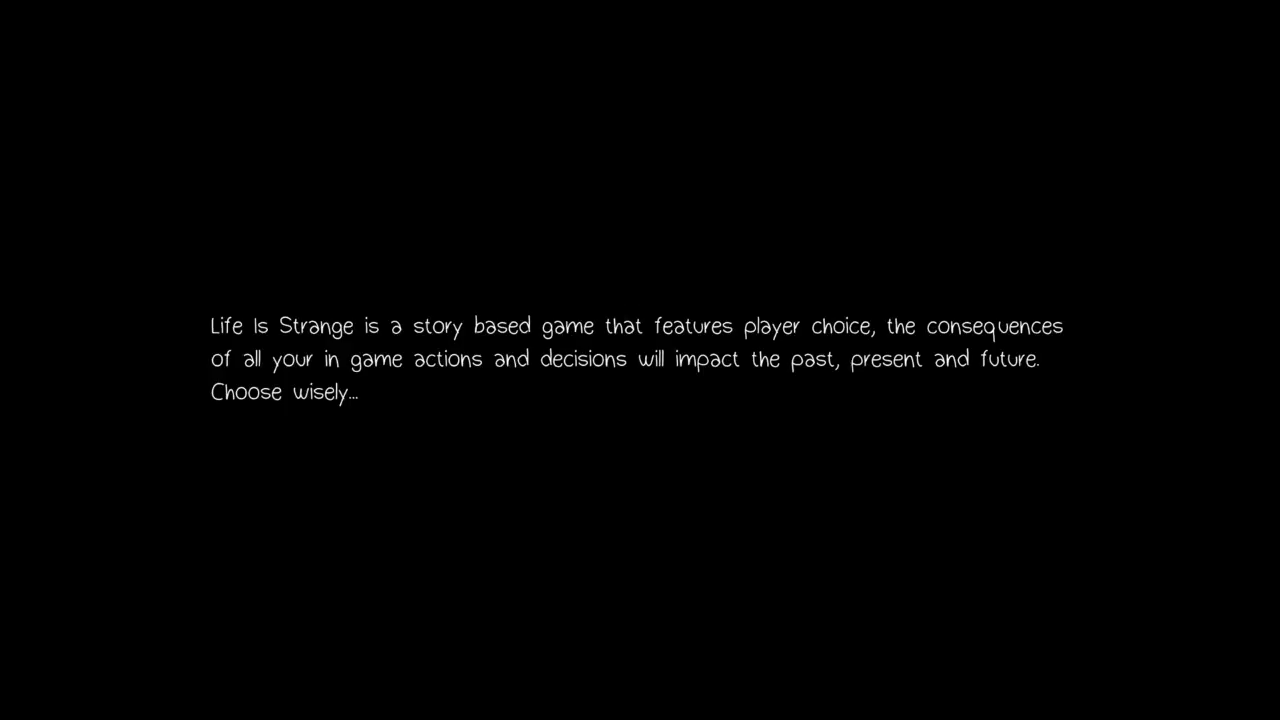 Life Is Strange is a story based game that features player choice, the consequences
of all your in game actions and decisions will impact the past, present and future.
Choose wisely...